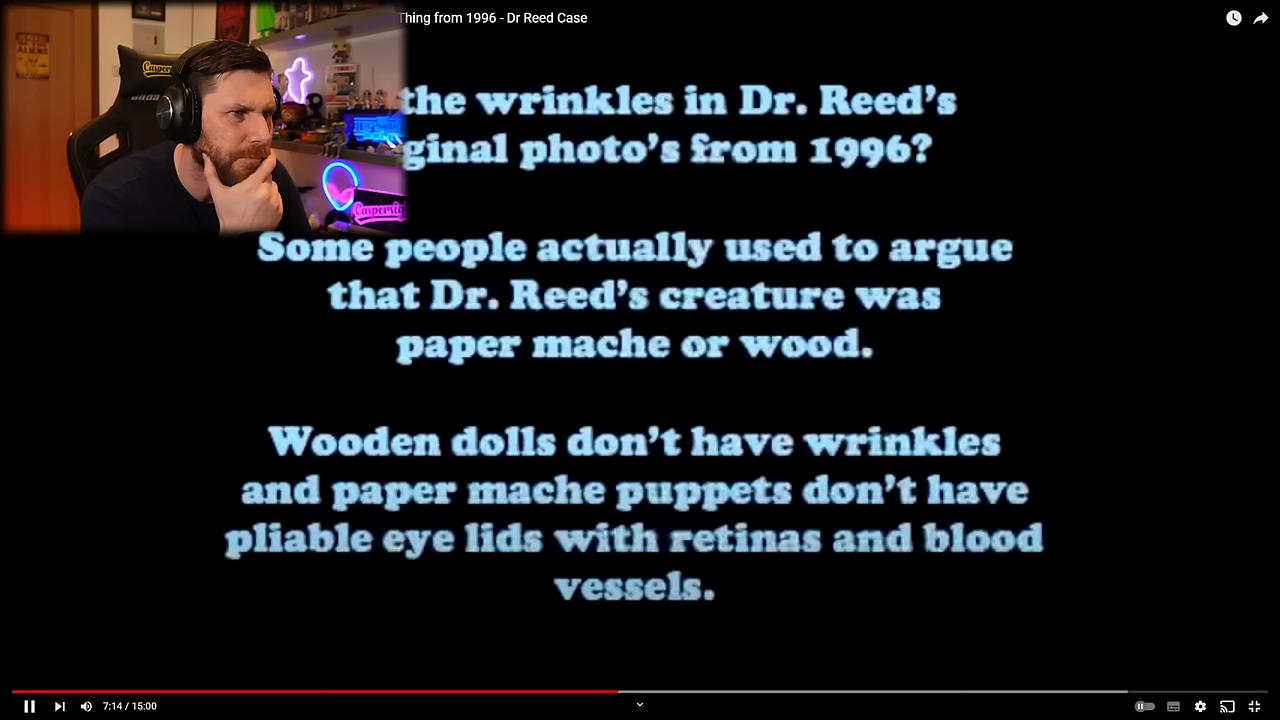 Thing from 1996 - Dr Reed Case
the wrinkles in Dr. Reed's
ginal photo's from 1996?
Some people actually used to argue
that Dr. Reed's creature was
paper mache or wood.
Wooden dolls don't have wrinkles
and paper mache puppets don't have
pliable eye lids with retinas and blood
vessels.
7:14 / 15:00